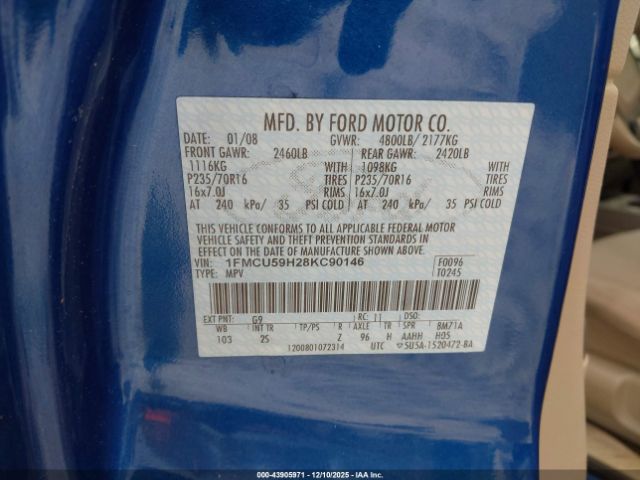 MFD. BY FORD MOTOR CO.
DATE: 01/08 GVWR: 4800LB/ 2177KG
FRONT GAWR: 2460LB REAR GAWR: 2420LB
1116KG WITH 1098KG WITH
P235/70R16 TIRES P235/70R16 TIRES
16x7.0J RIMS 16x7.0J RIMS
AT 240 kPa/ 35 PSI COLD AT 240 kPa/ 35 PSI COLD
THIS VEHICLE CONFORMS TO ALL APPLICABLE FEDERAL MOTOR
VEHICLE SAFETY AND THEFT PREVENTION STANDARDS IN
EFFECT ON THE DATE OF MANUFACTURE SHOWN ABOVE.
VIN: 1FMCU59H28KC90146 F0096
TYPE: MPV T0245
EXT PNT: G9 RC: 11 DSO:
WB INT TR TP/PS R AXLE TR SPR BM71A
103 2S Z 96 H AAHH H05
1200801072314 UTC ▽5U5A-1520472-BA
000-43905971 - 12/10/2025 - IAAI